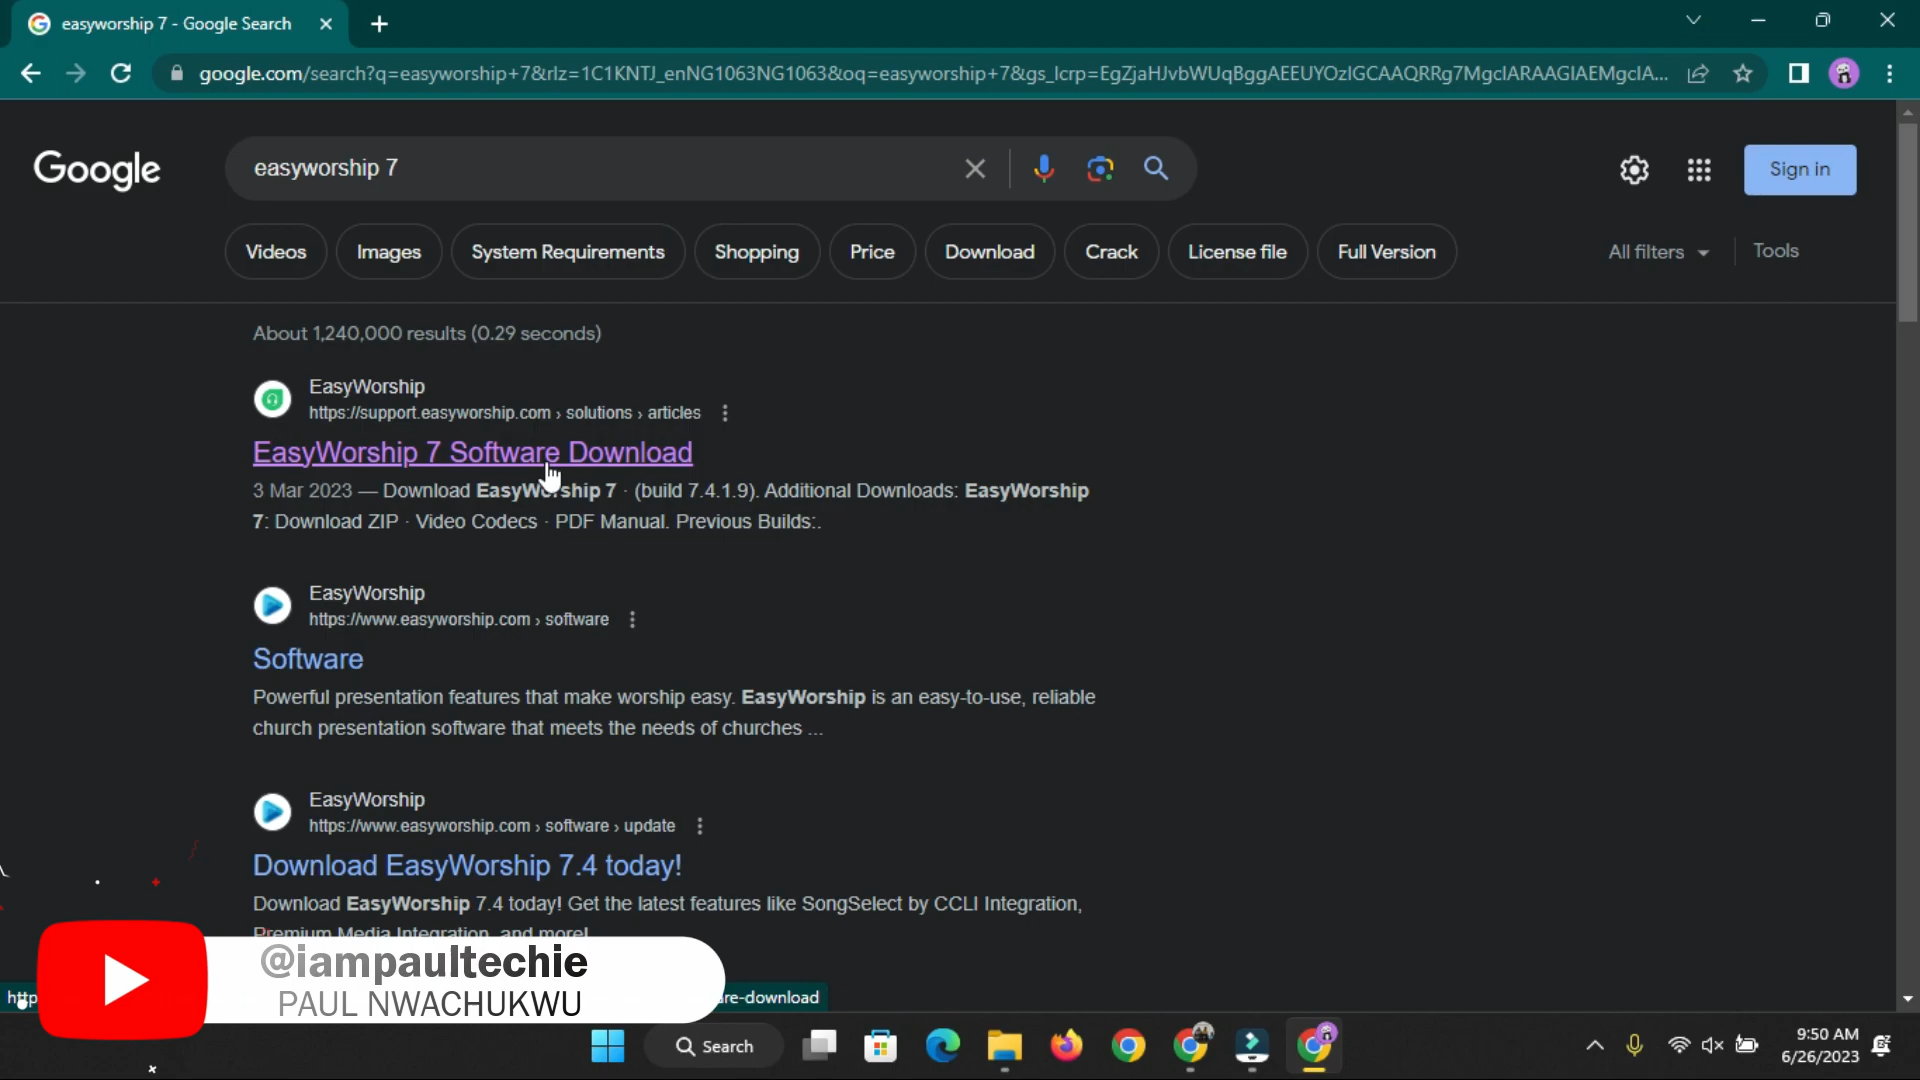 easyworship 7 - Google Search
google.com/search?q=easyworship+7&rlz=1C1KNTJ_enNG1063NG1063&oq=easyworship+7&gs_lcrp=EgZjaHJvbWUqBggAEEUYOzIGCAAQRRg7MgcIARAAGIAEMgcIA...
Google
easyworship 7
Sign in
Videos
Images
System Requirements
Shopping
Price
Download
Crack
License file
Full Version
All filters
Tools
About 1,240,000 results (0.29 seconds)
EasyWorship
https://support.easyworship.com › solutions › articles
EasyWorship 7 Software Download
3 Mar 2023 — Download EasyWorship 7 · (build 7.4.1.9). Additional Downloads: EasyWorship
7: Download ZIP · Video Codecs · PDF Manual. Previous Builds:.
EasyWorship
https://www.easyworship.com › software
Software
Powerful presentation features that make worship easy. EasyWorship is an easy-to-use, reliable
church presentation software that meets the needs of churches ...
EasyWorship
https://www.easyworship.com › software › update
Download EasyWorship 7.4 today!
Download EasyWorship 7.4 today! Get the latest features like SongSelect by CCLI Integration,
Premium Media Integration, and more!
@iampaultechie
PAUL NWACHUKWU
re-download
Search
9:50 AM
6/26/2023